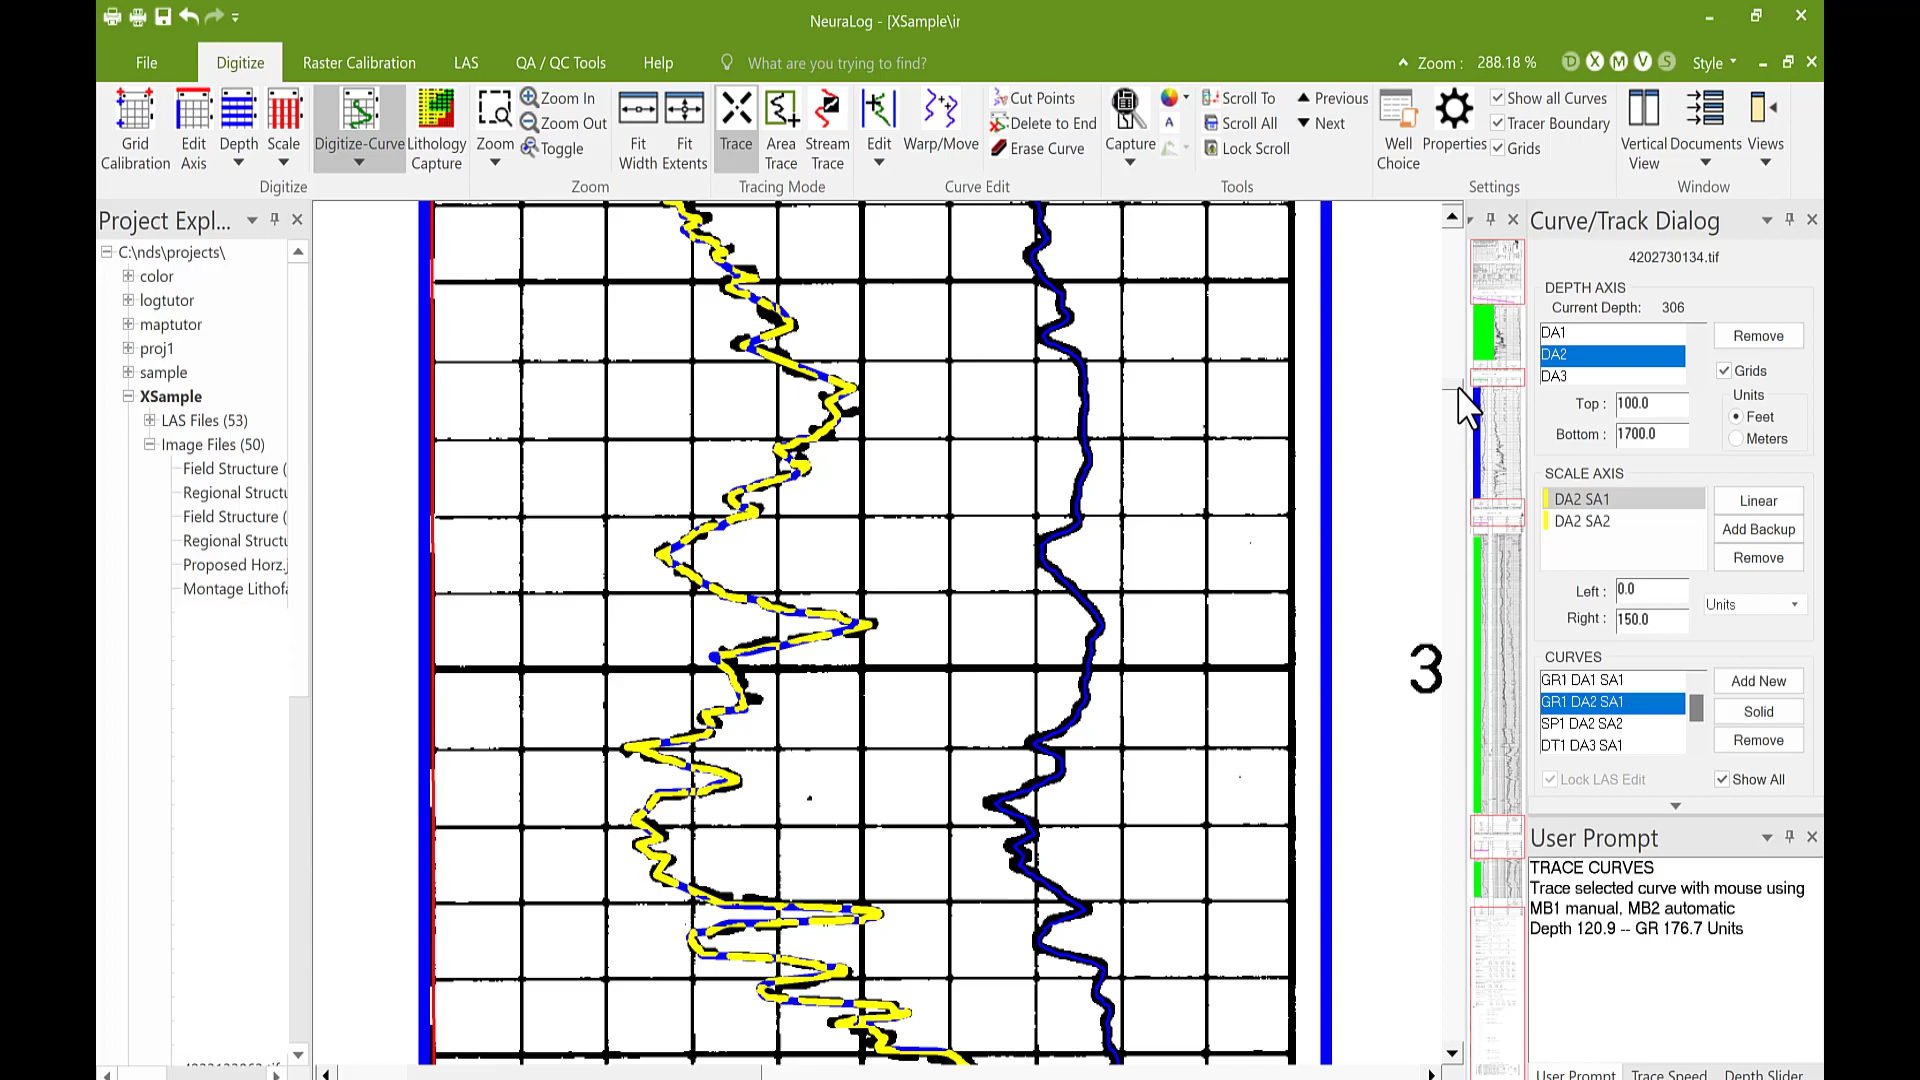 NeuraLog - [XSample\ir
File
Digitize
Raster Calibration
LAS
QA / QC Tools
Help
What are you trying to find?
Zoom : 288.18 %
D X M V S
Style
Grid Calibration
Edit Axis
Depth
Scale
Digitize-Curve
Lithology Capture
Zoom
Zoom In
Zoom Out
Toggle
Fit Width
Fit Extents
Trace
Area Trace
Stream Trace
Edit
Warp/Move
Cut Points
Delete to End
Erase Curve
Capture
A
Scroll To
Scroll All
Lock Scroll
Previous
Next
Well Choice
Properties
Show all Curves
Tracer Boundary
Grids
Vertical View
Documents
Views
Digitize
Zoom
Tracing Mode
Curve Edit
Tools
Settings
Window
Project Expl...
C:\nds\projects\
color
logtutor
maptutor
proj1
sample
XSample
LAS Files (53)
Image Files (50)
Field Structure (
Regional Structu
Field Structure (
Regional Structu
Proposed Horz.j
Montage Lithofa
3
Curve/Track Dialog
4202730134.tif
DEPTH AXIS
Current Depth: 306
DA1
DA2
DA3
Remove
Grids
Units
Feet
Meters
Top : 100.0
Bottom : 1700.0
SCALE AXIS
DA2 SA1
DA2 SA2
Linear
Add Backup
Remove
Left : 0.0
Right : 150.0
Units
CURVES
GR1 DA1 SA1
GR1 DA2 SA1
SP1 DA2 SA2
DT1 DA3 SA1
Add New
Solid
Remove
Lock LAS Edit
Show All
User Prompt
TRACE CURVES
Trace selected curve with mouse using
MB1 manual, MB2 automatic
Depth 120.9 -- GR 176.7 Units
User Prompt
Trace Speed
Depth Slider